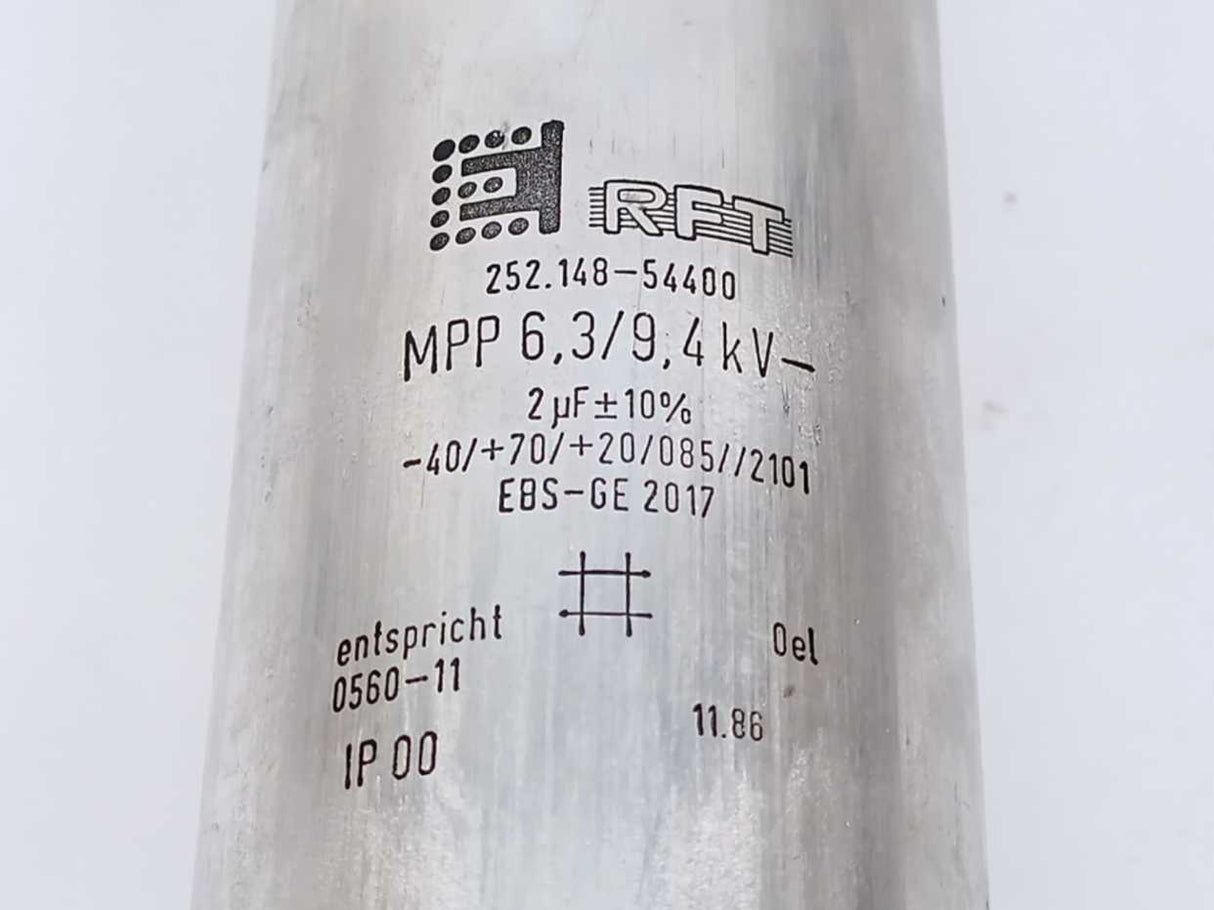 RFT
252.148-54400
MPP 6,3/9,4 kV-
2 µF±10%
-40/+70/+20/085//2101
EBS-GE 2017
entspricht
0560-11
Oel
11.86
IP 00